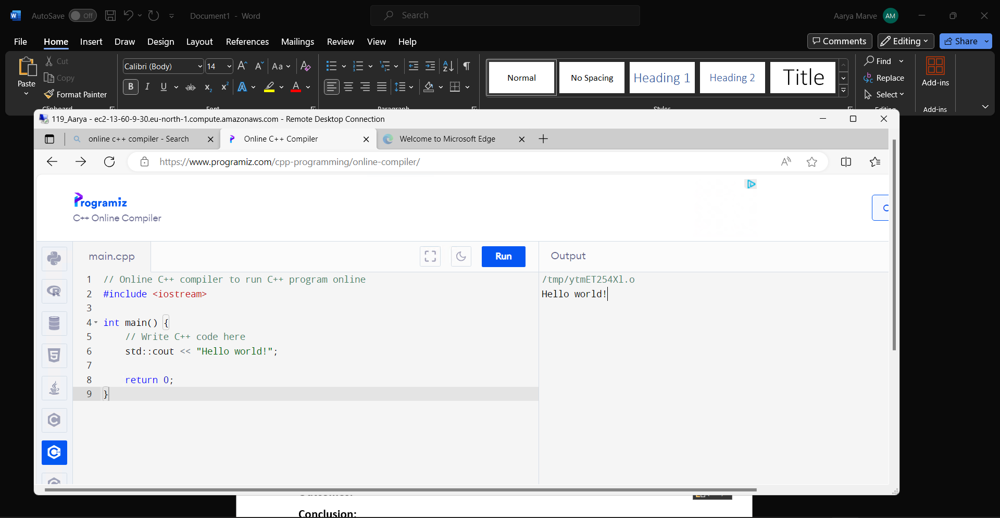 AutoSave Off Document1 - Word Search Aarya Marve AM
File Home Insert Draw Design Layout References Mailings Review View Help Comments Editing Share
Paste Cut Copy Format Painter Clipboard
Calibri (Body) 14 Aa
B I U ab x₂ x² A A
Font
Paragraph
Normal No Spacing Heading 1 Heading 2 Title
Styles
Find
Replace
Select
Editing
Add-ins
Add-ins
119_Aarya - ec2-13-60-9-30.eu-north-1.compute.amazonaws.com - Remote Desktop Connection
online c++ compiler - Search Online C++ Compiler Welcome to Microsoft Edge
https://www.programiz.com/cpp-programming/online-compiler/
Programiz
C++ Online Compiler
main.cpp Run Output
1 // Online C++ compiler to run C++ program online
2 #include <iostream>
3
4 int main() {
5 // Write C++ code here
6 std::cout << "Hello world!";
7
8 return 0;
9 }
/tmp/ytmET254Xl.o
Hello world!
Conclusion: